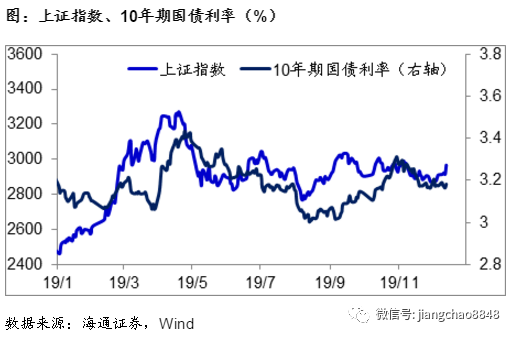 图：上证指数、10年期国债利率（%）
上证指数 10年期国债利率（右轴）
3600 3.8
3400 3.6
3200 3.4
3000 3.2
2800 3
2600 2.8
2400
19/1 19/3 19/5 19/7 19/9 19/11
微信号: jiangchao8848
数据来源：海通证券，Wind